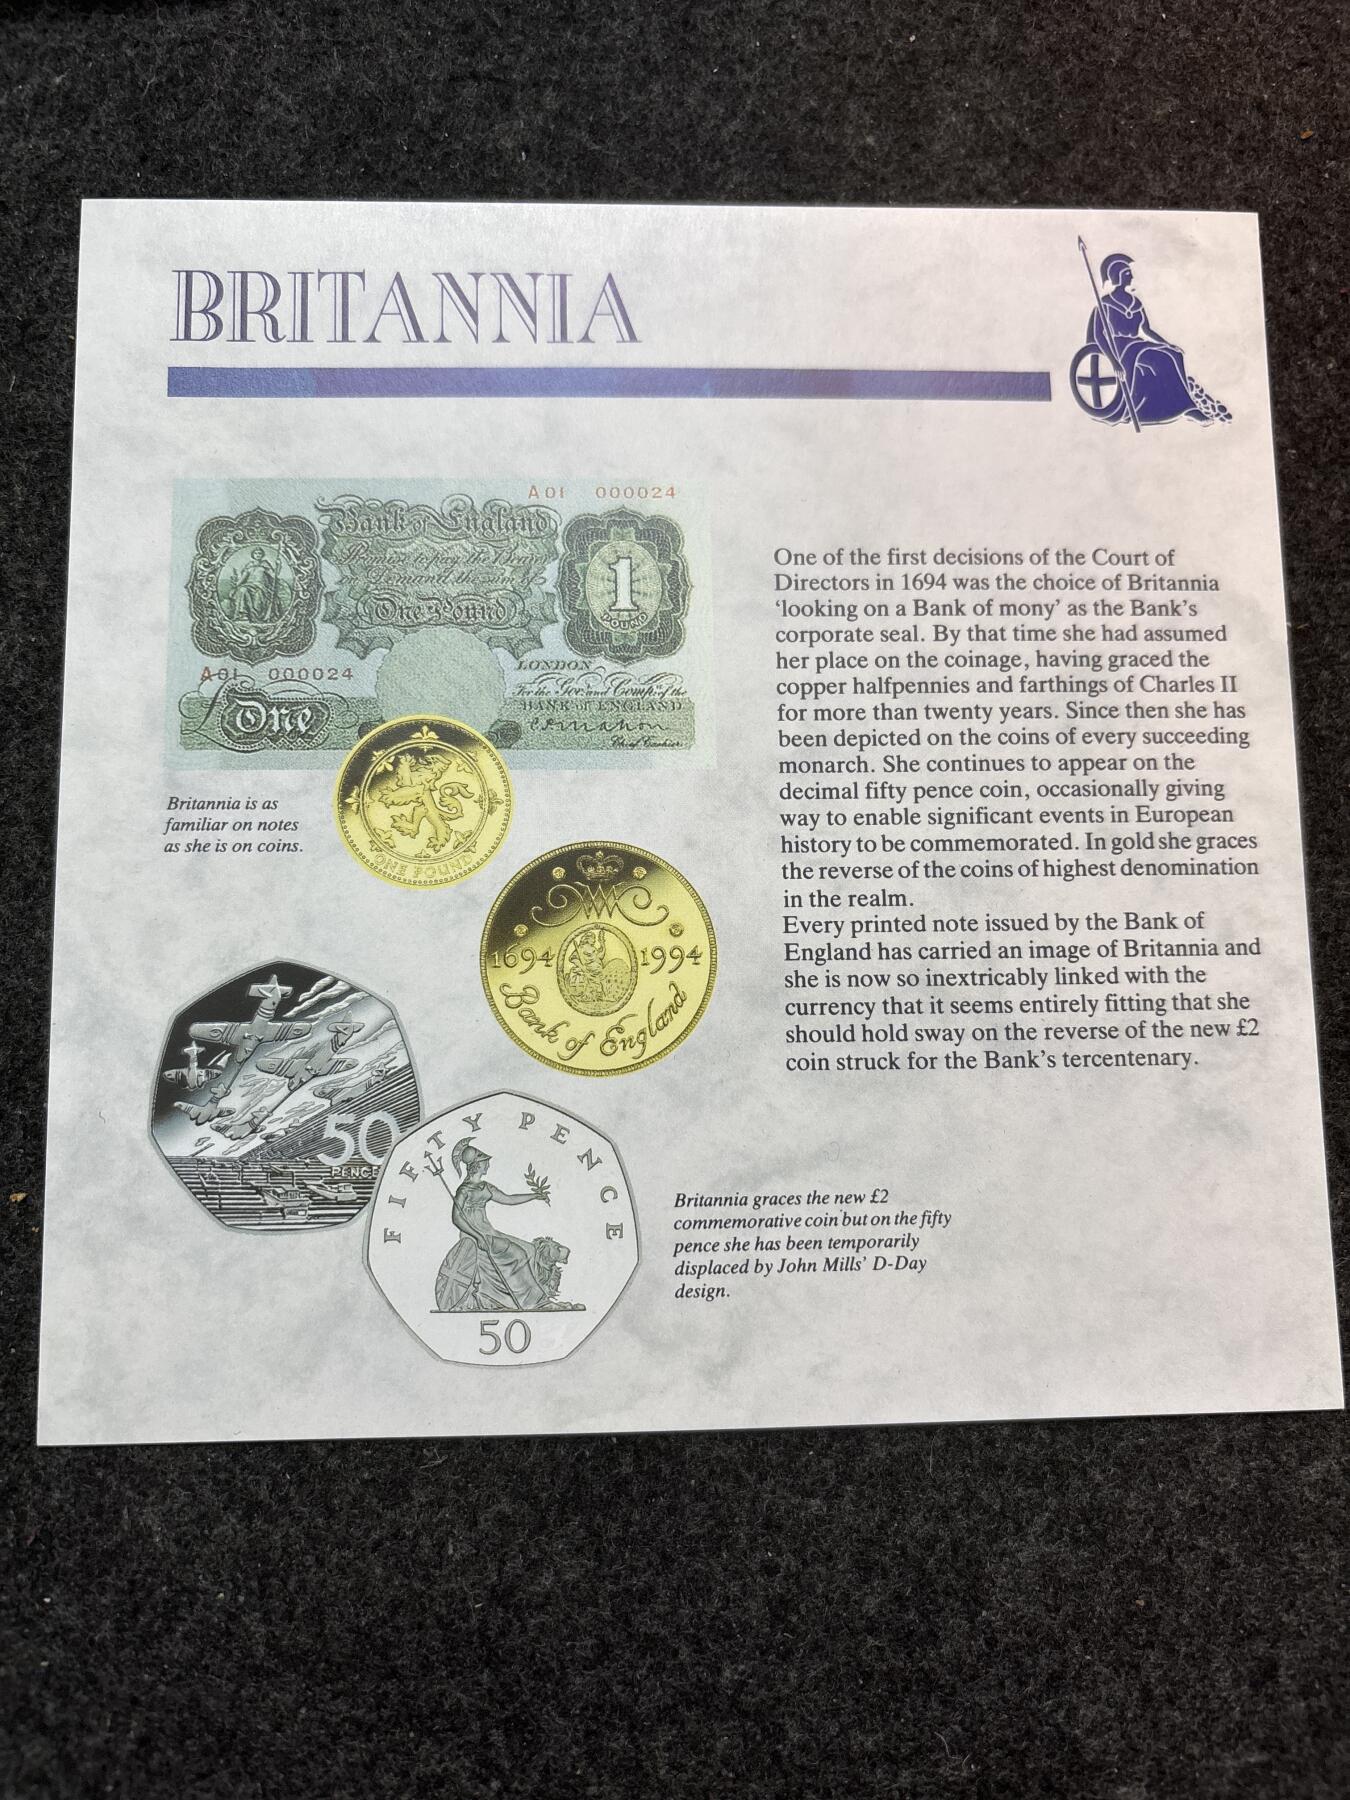 BRITANNIA
A01 000024
Bank of England
Promise to pay the Bearer
on Demand the sum of
One Pound
1
POUND
A01 000024
LONDON
For the Govr. and Compa. of the
BANK of ENGLAND
C.P. Mahon
Chief Cashier
£ One
Britannia is as
familiar on notes
as she is on coins.
ONE POUND
1694 1994
Bank of England
50
PENCE
FIFTY PENCE
50
One of the first decisions of the Court of
Directors in 1694 was the choice of Britannia
‘looking on a Bank of mony’ as the Bank’s
corporate seal. By that time she had assumed
her place on the coinage, having graced the
copper halfpennies and farthings of Charles II
for more than twenty years. Since then she has
been depicted on the coins of every succeeding
monarch. She continues to appear on the
decimal fifty pence coin, occasionally giving
way to enable significant events in European
history to be commemorated. In gold she graces
the reverse of the coins of highest denomination
in the realm.
Every printed note issued by the Bank of
England has carried an image of Britannia and
she is now so inextricably linked with the
currency that it seems entirely fitting that she
should hold sway on the reverse of the new £2
coin struck for the Bank’s tercentenary.
Britannia graces the new £2
commemorative coin but on the fifty
pence she has been temporarily
displaced by John Mills’ D-Day
design.